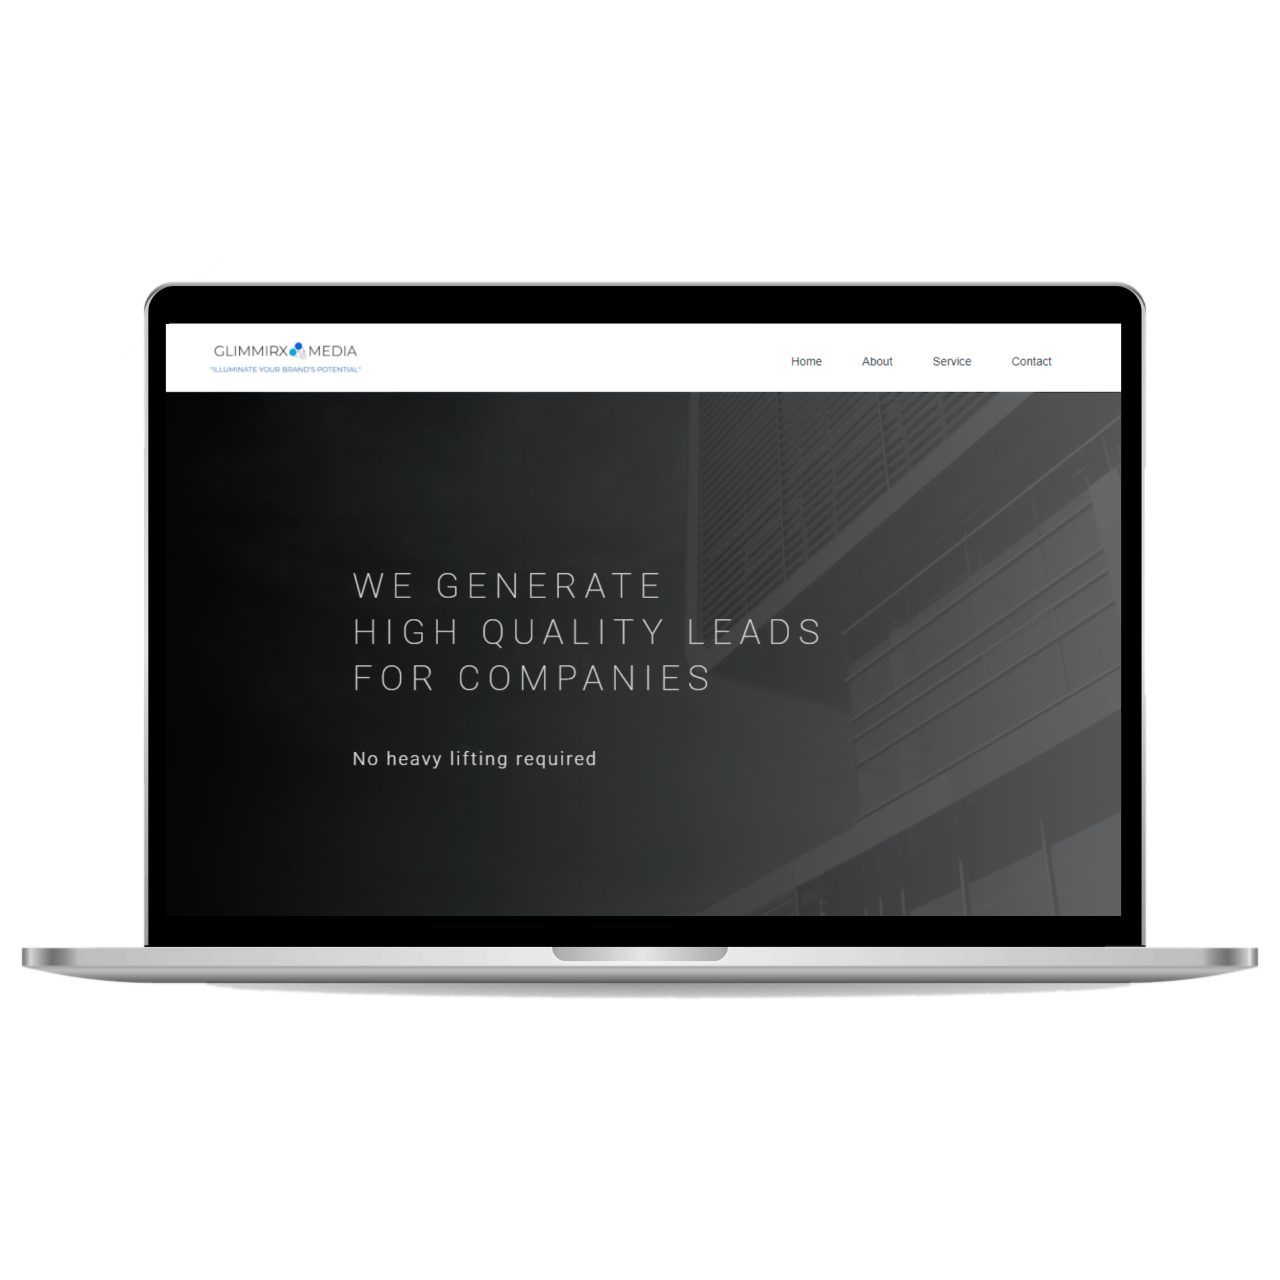 GLIMMIRX MEDIA
"ILLUMINATE YOUR BRAND'S POTENTIAL"
Home About Service Contact
WE GENERATE
HIGH QUALITY LEADS
FOR COMPANIES
No heavy lifting required